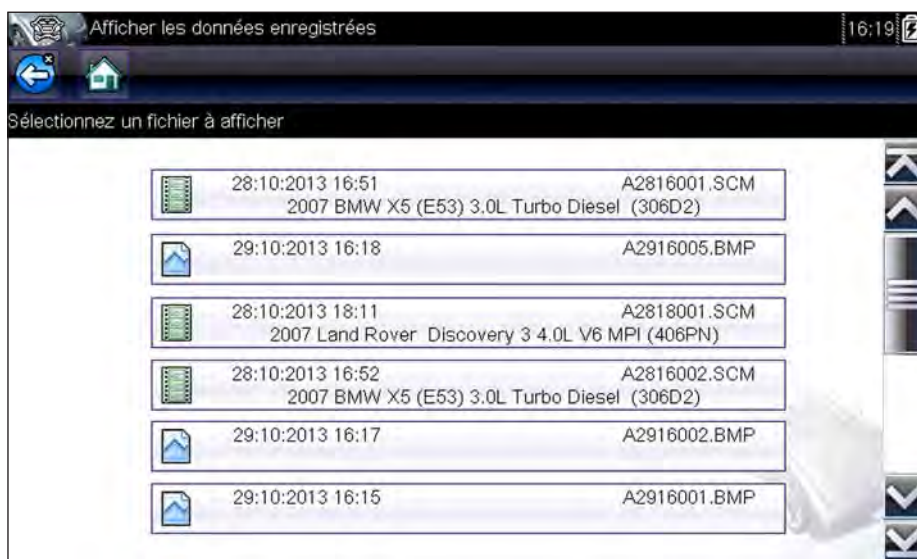 Afficher les données enregistrées 16:19
Sélectionnez un fichier à afficher
28:10:2013 16:51 A2816001.SCM
2007 BMW X5 (E53) 3.0L Turbo Diesel (306D2)
29:10:2013 16:18 A2916005.BMP
28:10:2013 18:11 A2818001.SCM
2007 Land Rover Discovery 3 4.0L V6 MPI (406PN)
28:10:2013 16:52 A2816002.SCM
2007 BMW X5 (E53) 3.0L Turbo Diesel (306D2)
29:10:2013 16:17 A2916002.BMP
29:10:2013 16:15 A2916001.BMP